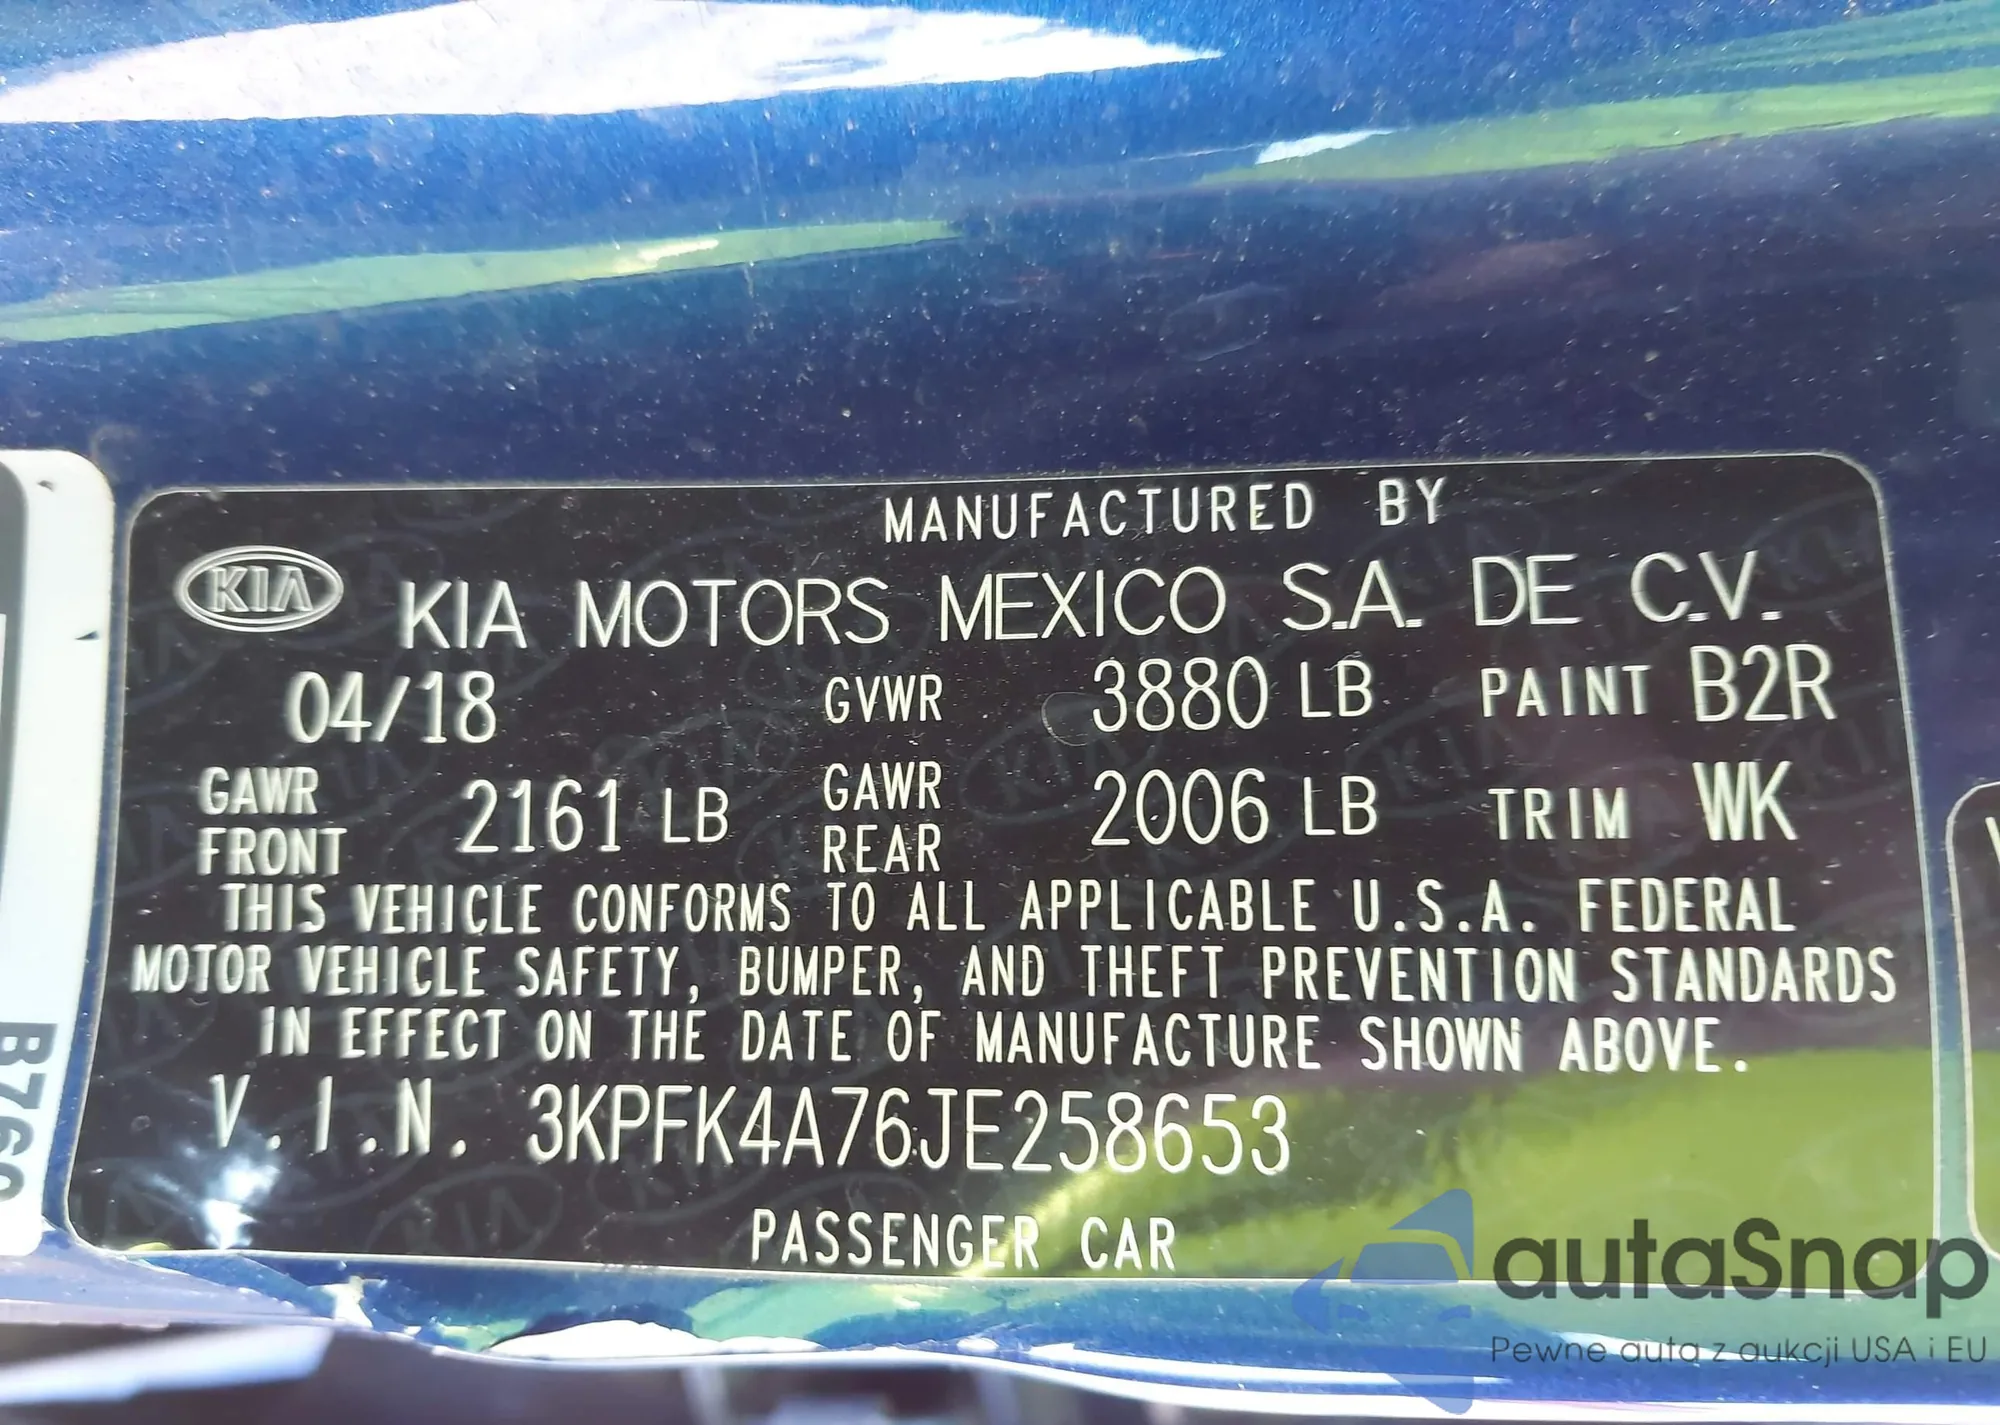 MANUFACTURED BY
KIA KIA MOTORS MEXICO S.A. DE C.V.
04/18 GVWR 3880 LB PAINT B2R
GAWR FRONT 2161 LB GAWR REAR 2006 LB TRIM WK
THIS VEHICLE CONFORMS TO ALL APPLICABLE U.S.A. FEDERAL
MOTOR VEHICLE SAFETY, BUMPER, AND THEFT PREVENTION STANDARDS
IN EFFECT ON THE DATE OF MANUFACTURE SHOWN ABOVE.
V.I.N. 3KPFK4A76JE258653
PASSENGER CAR
autaSnap
Pewne auta z aukcji USA i EU